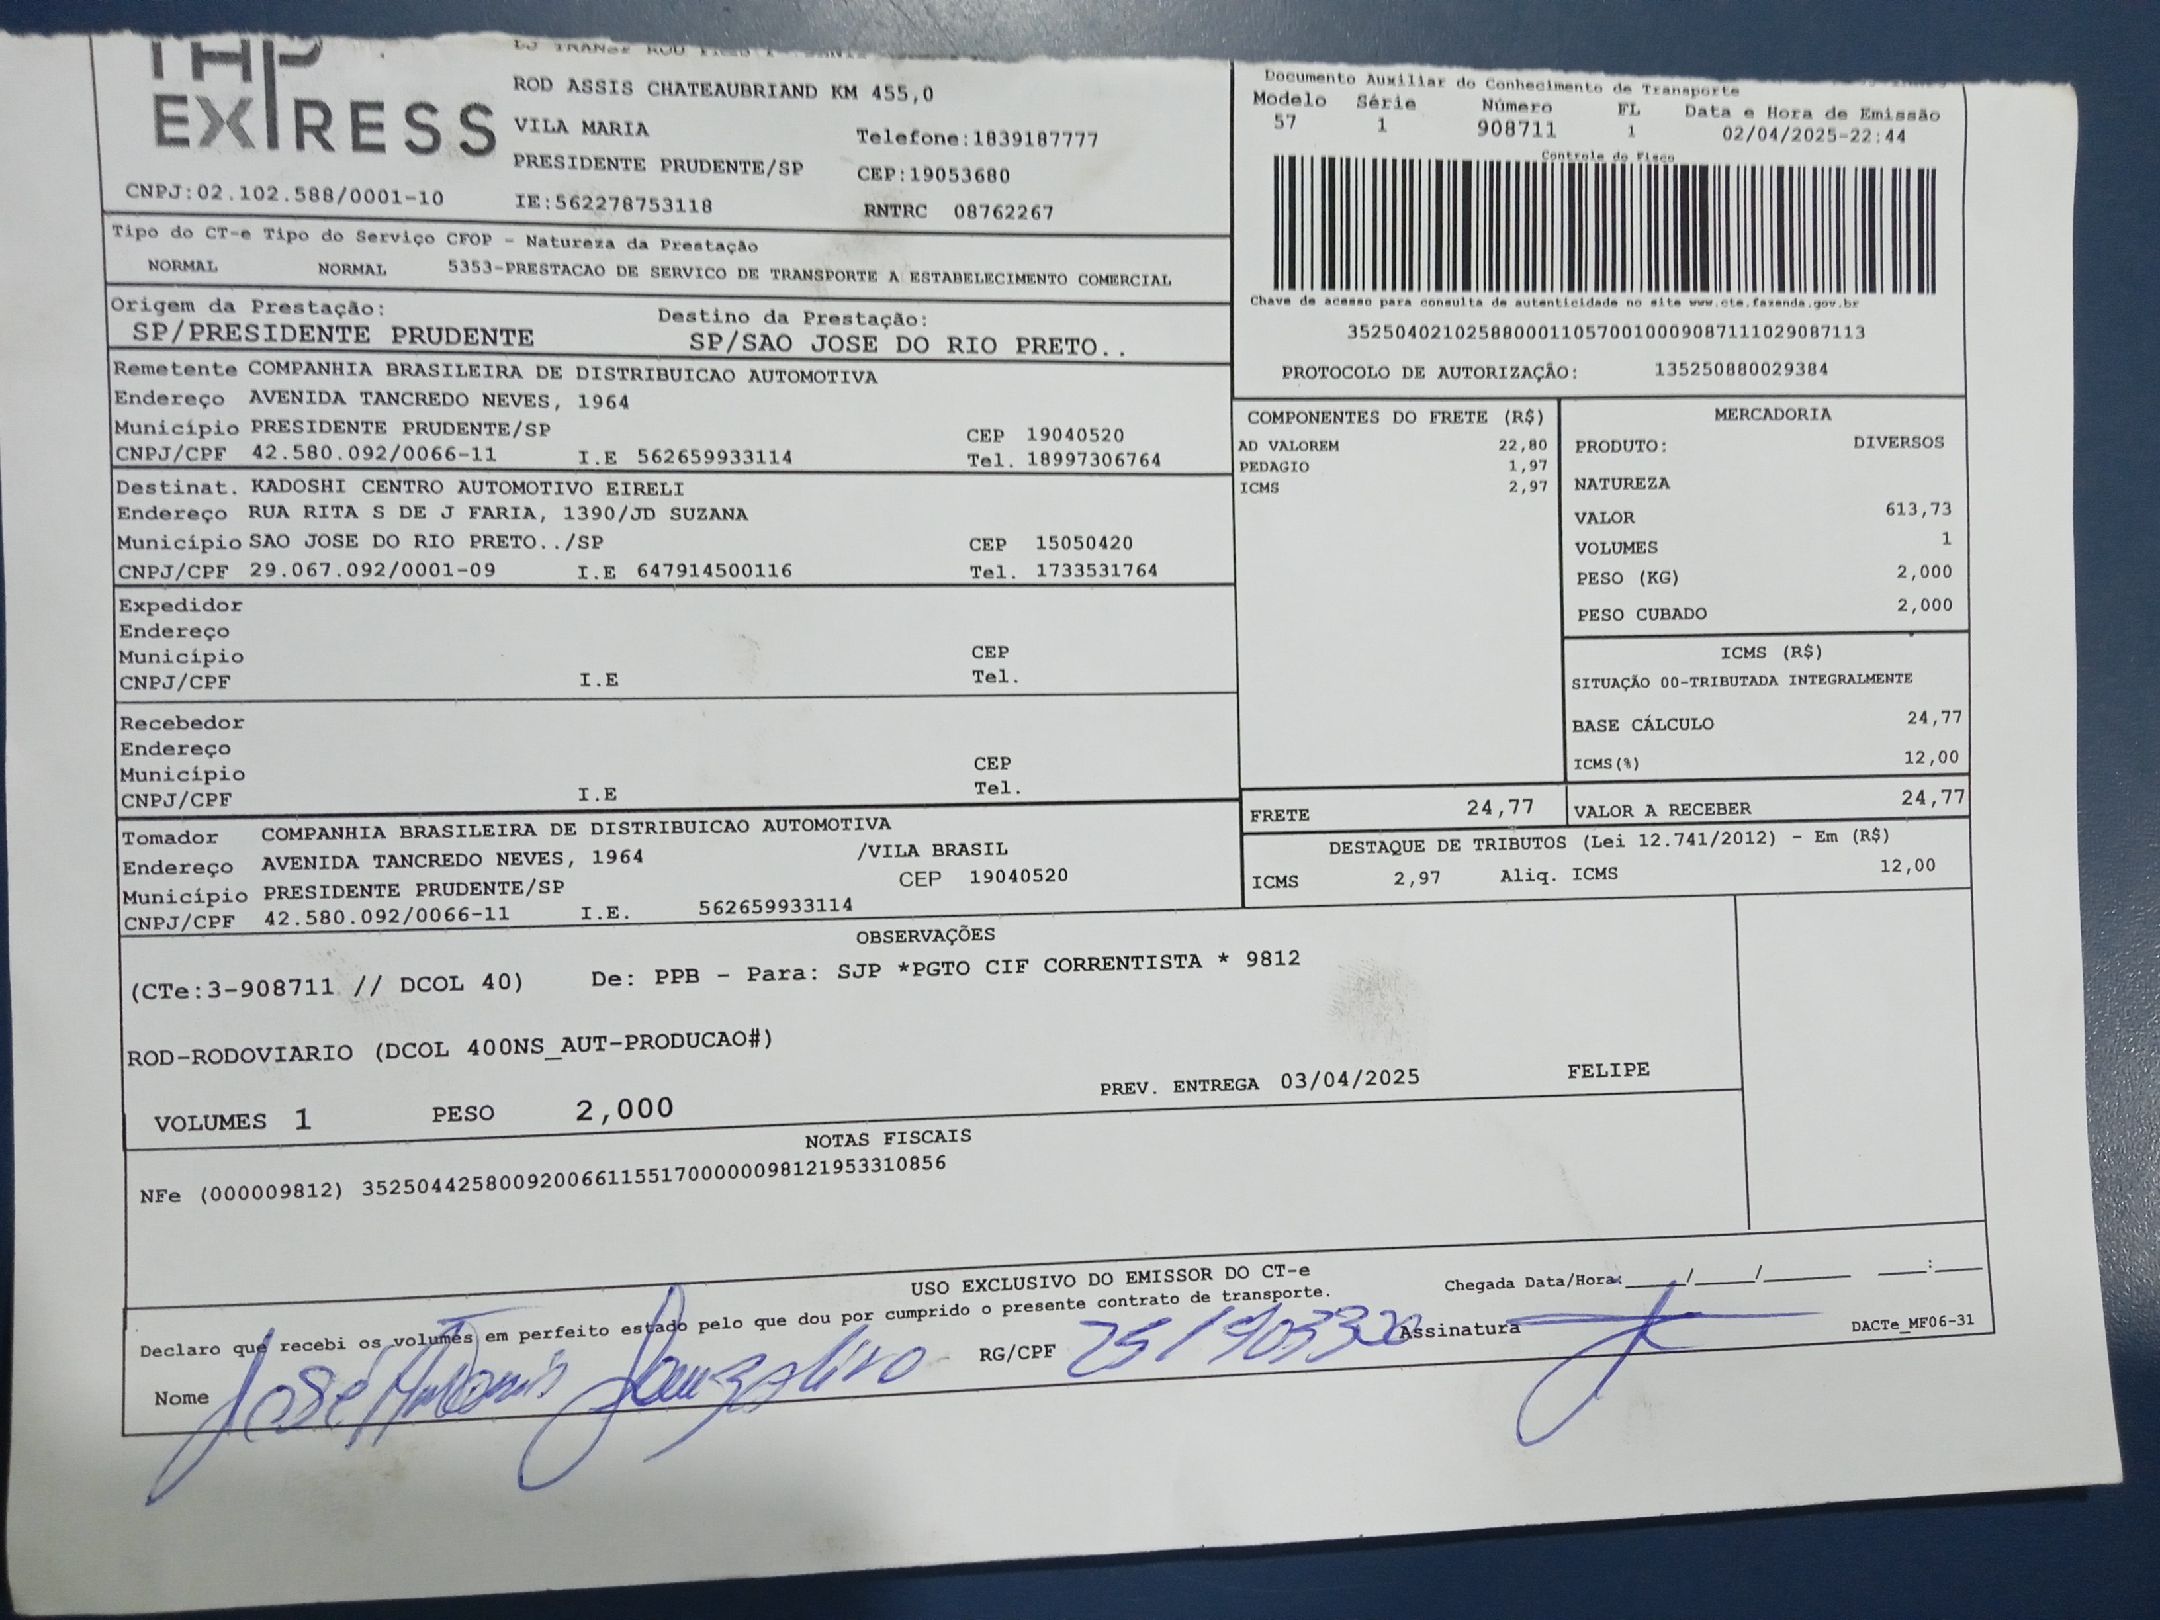 EXPRESS
ROD ASSIS CHATEAUBRIAND KM 455,0
VILA MARIA Telefone:1839187777
PRESIDENTE PRUDENTE/SP CEP:19053680
CNPJ:02.102.588/0001-10 IE:562278753118 RNTRC 08762267
Documento Auxiliar do Conhecimento de Transporte
Modelo Série Número FL Data e Hora de Emissão
57 1 908711 1 02/04/2025-22:44
Controle do Fisco
Chave de acesso para consulta de autenticidade no site www.cte.fazenda.gov.br
35250402102588000110570010009087111029087113
PROTOCOLO DE AUTORIZAÇÃO: 135250880029384
Tipo do CT-e Tipo do Serviço CFOP - Natureza da Prestação
NORMAL NORMAL 5353-PRESTACAO DE SERVICO DE TRANSPORTE A ESTABELECIMENTO COMERCIAL
Origem da Prestação: Destino da Prestação:
SP/PRESIDENTE PRUDENTE SP/SAO JOSE DO RIO PRETO..
Remetente COMPANHIA BRASILEIRA DE DISTRIBUICAO AUTOMOTIVA
Endereço AVENIDA TANCREDO NEVES, 1964
Município PRESIDENTE PRUDENTE/SP CEP 19040520
CNPJ/CPF 42.580.092/0066-11 I.E 562659933114 Tel. 18997306764
Destinat. KADOSHI CENTRO AUTOMOTIVO EIRELI
Endereço RUA RITA S DE J FARIA, 1390/JD SUZANA
Município SAO JOSE DO RIO PRETO../SP CEP 15050420
CNPJ/CPF 29.067.092/0001-09 I.E 647914500116 Tel. 1733531764
Expedidor
Endereço
Município CEP
CNPJ/CPF I.E Tel.
Recebedor
Endereço
Município CEP
CNPJ/CPF I.E Tel.
Tomador COMPANHIA BRASILEIRA DE DISTRIBUICAO AUTOMOTIVA
Endereço AVENIDA TANCREDO NEVES, 1964 /VILA BRASIL
Município PRESIDENTE PRUDENTE/SP CEP 19040520
CNPJ/CPF 42.580.092/0066-11 I.E. 562659933114
COMPONENTES DO FRETE (R$)
AD VALOREM 22,80
PEDAGIO 1,97
ICMS 2,97
MERCADORIA
PRODUTO: DIVERSOS
NATUREZA
VALOR 613,73
VOLUMES 1
PESO (KG) 2,000
PESO CUBADO 2,000
ICMS (R$)
SITUAÇÃO 00-TRIBUTADA INTEGRALMENTE
BASE CÁLCULO 24,77
ICMS(%) 12,00
FRETE 24,77 VALOR A RECEBER 24,77
DESTAQUE DE TRIBUTOS (Lei 12.741/2012) - Em (R$)
ICMS 2,97 Aliq. ICMS 12,00
OBSERVAÇÕES
(CTe:3-908711 // DCOL 40) De: PPB - Para: SJP *PGTO CIF CORRENTISTA * 9812
ROD-RODOVIARIO (DCOL 400NS_AUT-PRODUCAO#)
PREV. ENTREGA 03/04/2025 FELIPE
VOLUMES 1 PESO 2,000
NOTAS FISCAIS
NFe (000009812) 35250442580092006611551700000098121953310856
USO EXCLUSIVO DO EMISSOR DO CT-e
Declaro que recebi os volumes em perfeito estado pelo que dou por cumprido o presente contrato de transporte.
Chegada Data/Hora:____/____/_____ ___:___
Nome José Antonio RG/CPF Assinatura
DACTe_MF06-31